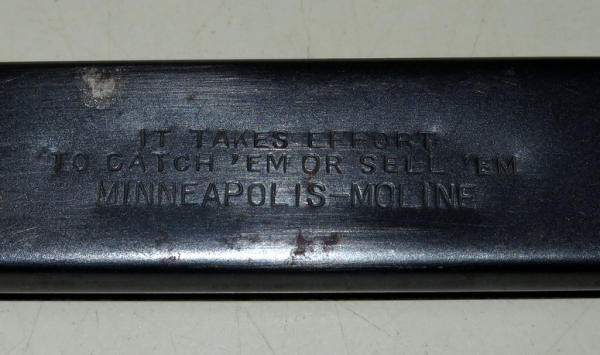 IT TAKES EFFORT
TO CATCH 'EM OR SELL 'EM
MINNEAPOLIS-MOLINE